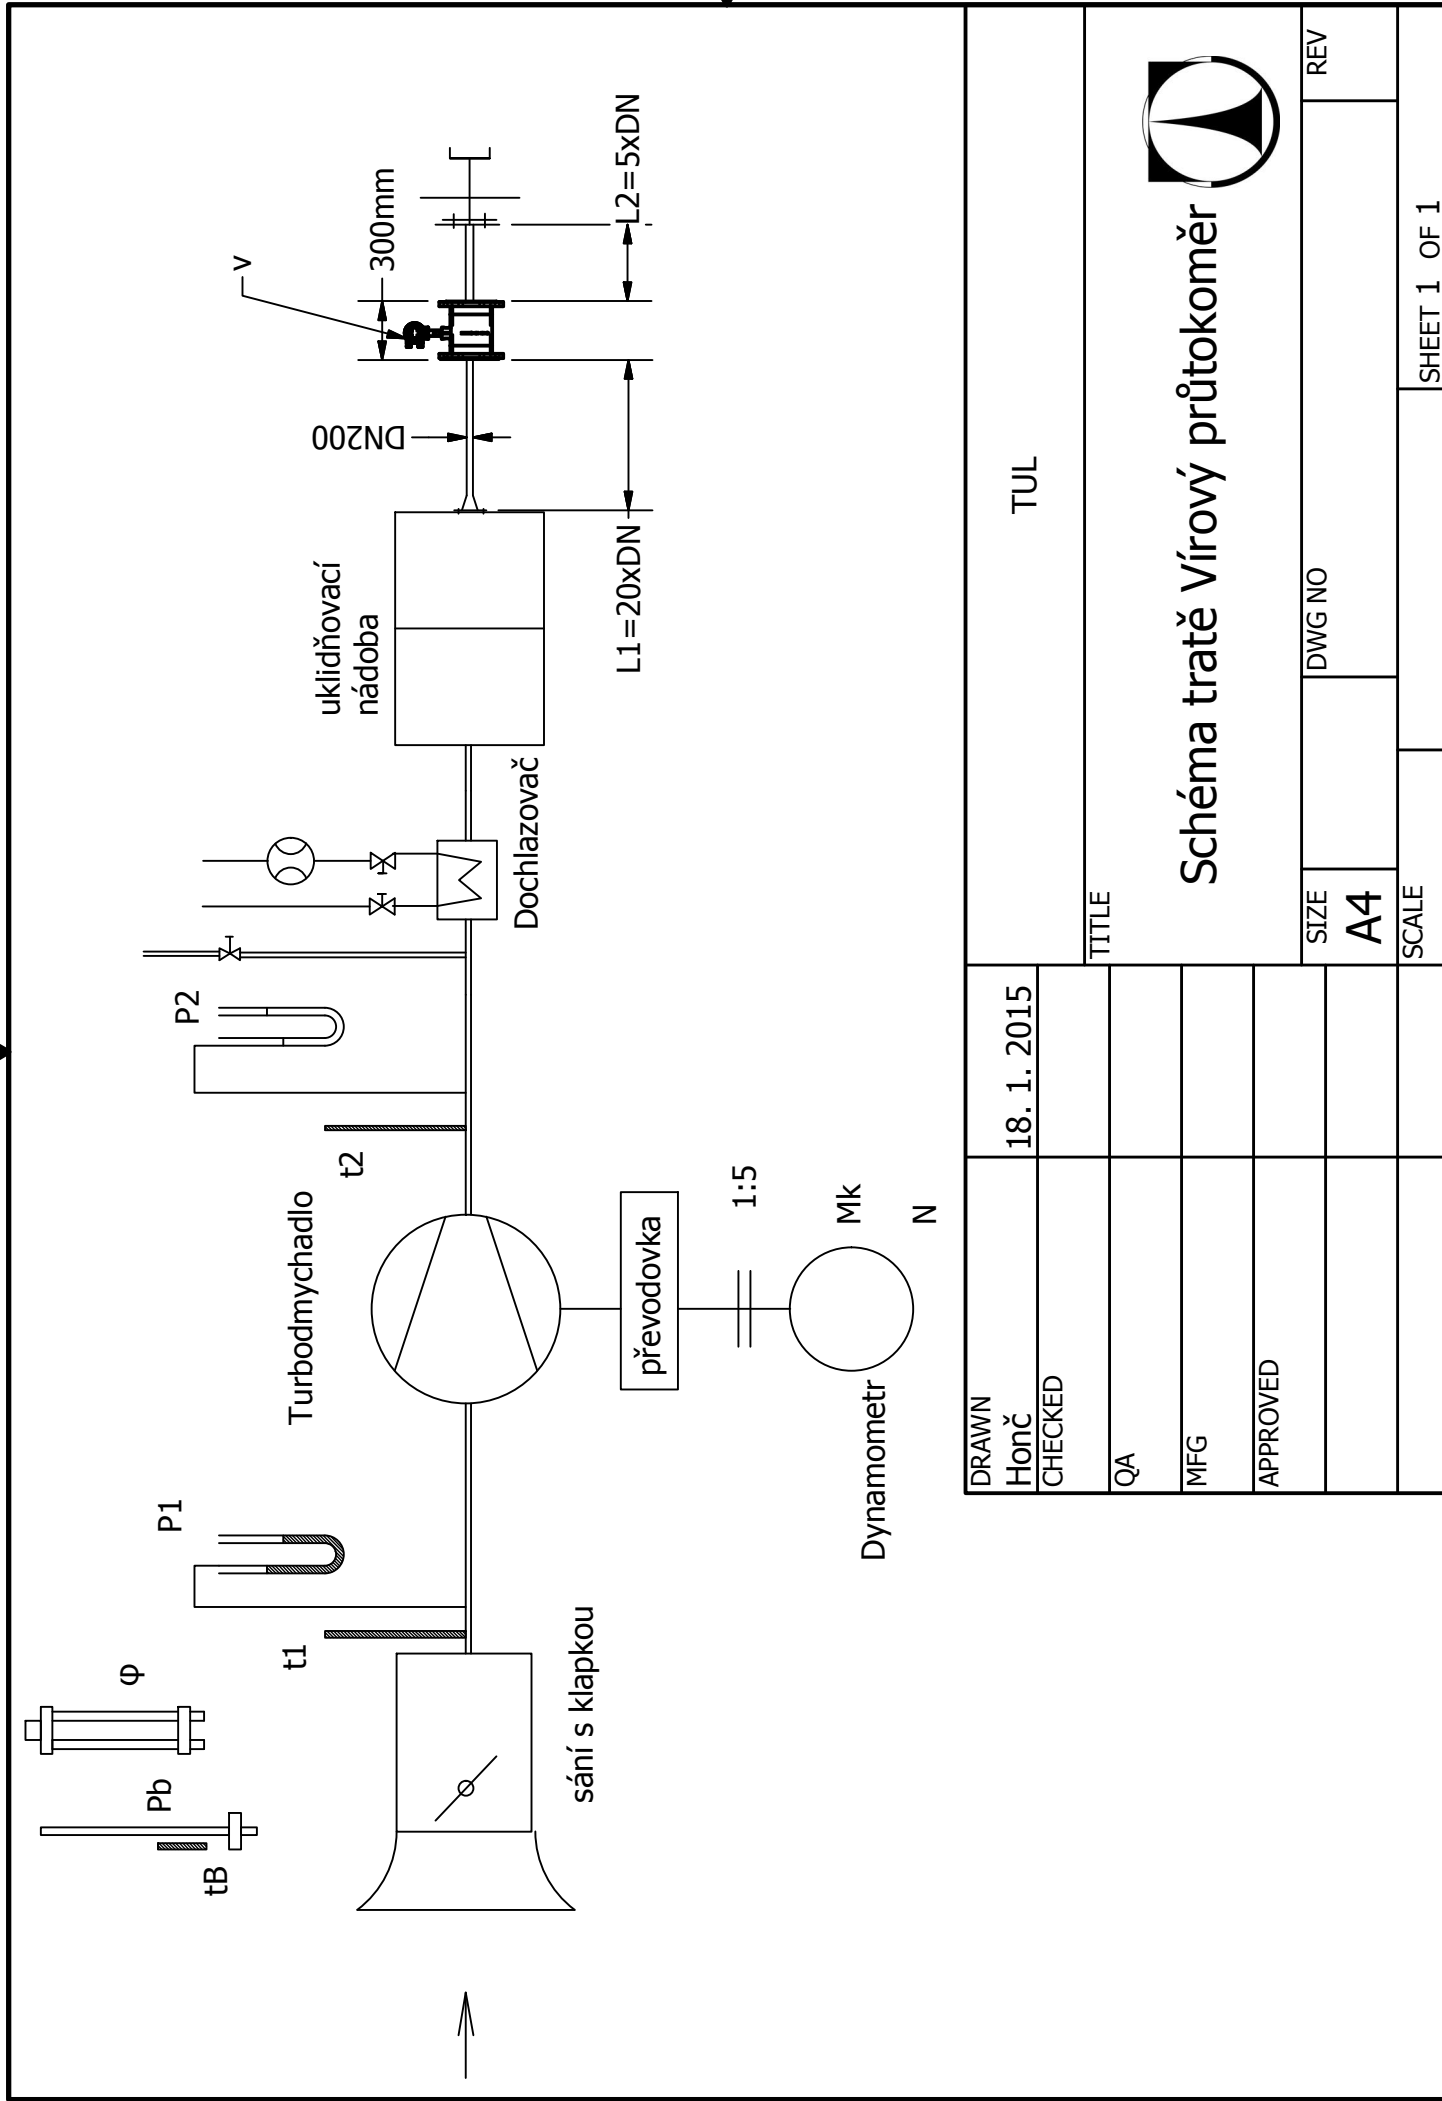 tB
Pb
φ
t1
P1
sání s klapkou
Turbodmychadlo
převodovka
1:5
Dynamometr
Mk
N
t2
P2
Dochlazovač
uklidňovací
nádoba
DN200
L1=20xDN
300mm
v
L2=5xDN
DRAWN
Honč
18. 1. 2015
CHECKED
QA
MFG
APPROVED
TUL
TITLE
Schéma tratě Vírový průtokoměr
SIZE
A4
DWG NO
REV
SCALE
SHEET 1 OF 1